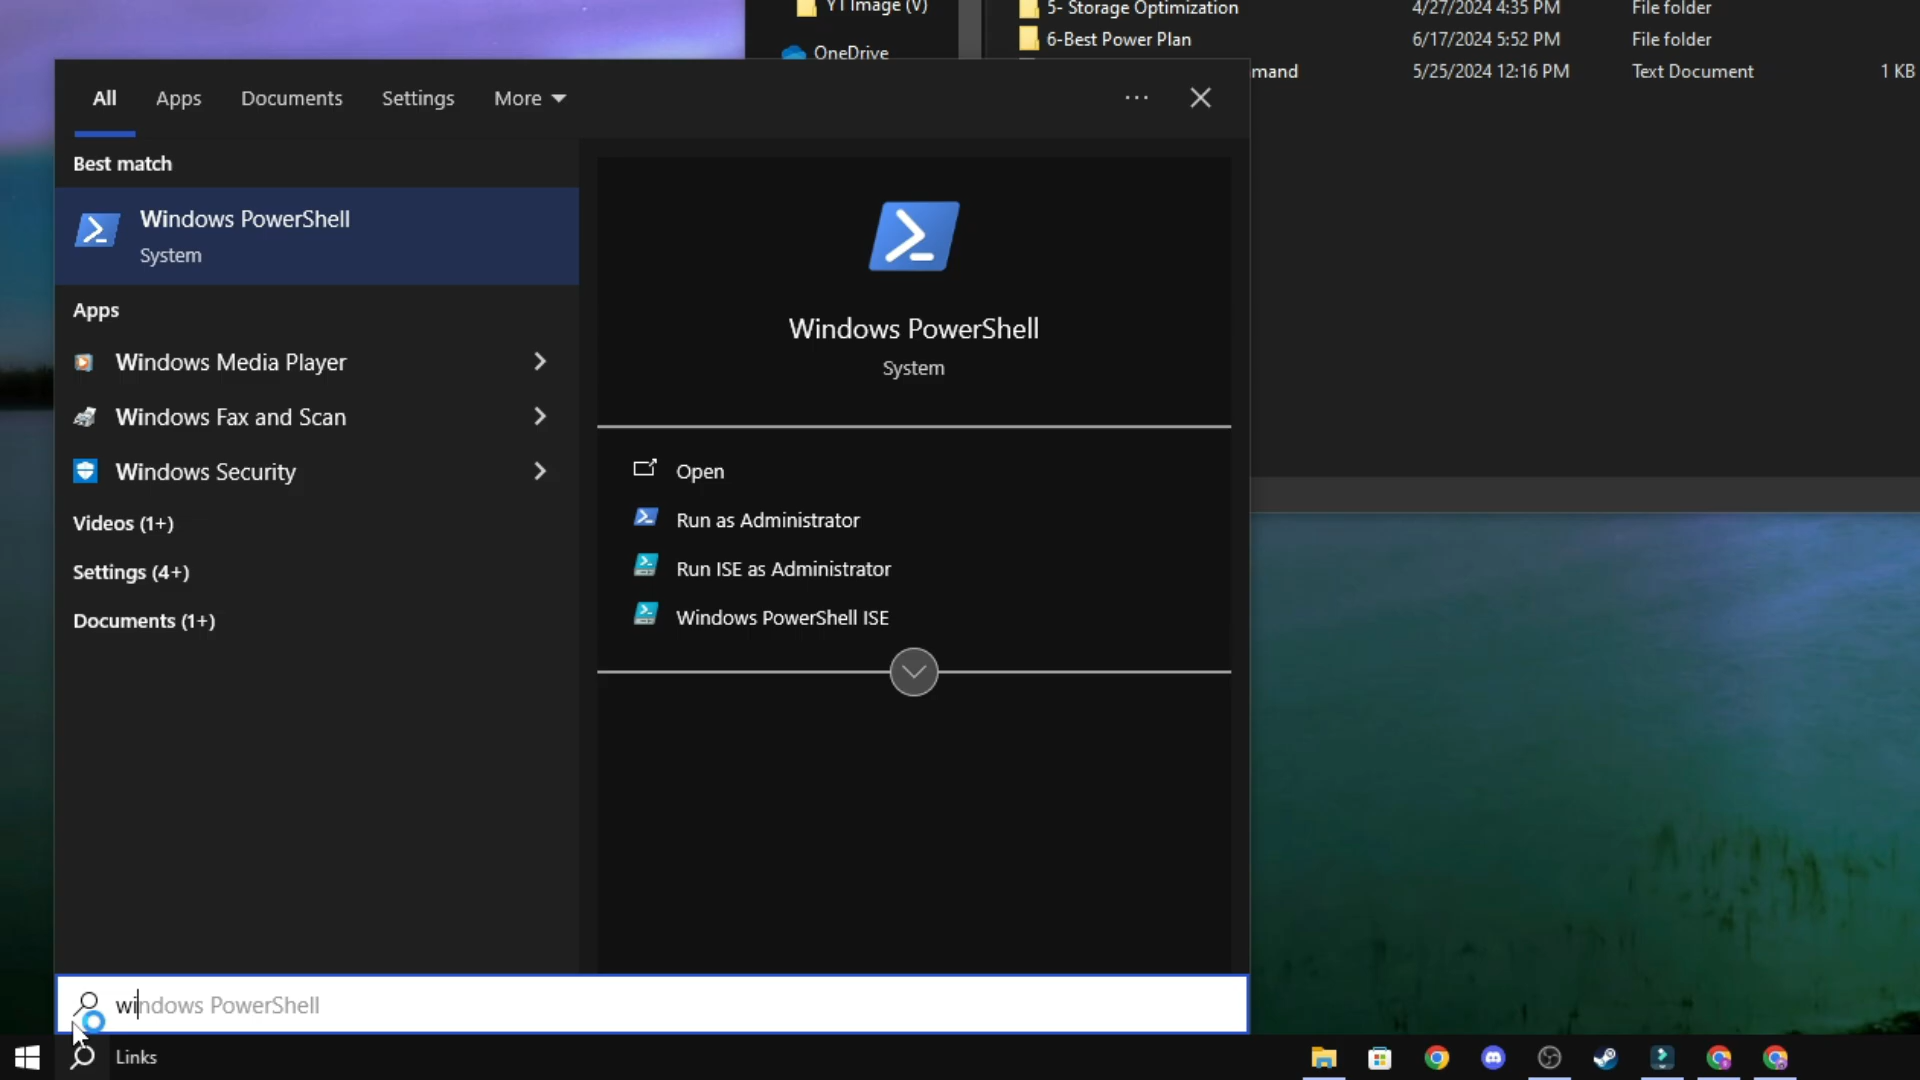 YT Image (V)
5- Storage Optimization 4/27/2024 4:35 PM File folder
6-Best Power Plan 6/17/2024 5:52 PM File folder
OneDrive
mand 5/25/2024 12:16 PM Text Document 1 KB
All Apps Documents Settings More
Best match
Windows PowerShell
System
Apps
Windows Media Player
Windows Fax and Scan
Windows Security
Videos (1+)
Settings (4+)
Documents (1+)
Windows PowerShell
System
Open
Run as Administrator
Run ISE as Administrator
Windows PowerShell ISE
windows PowerShell
Links